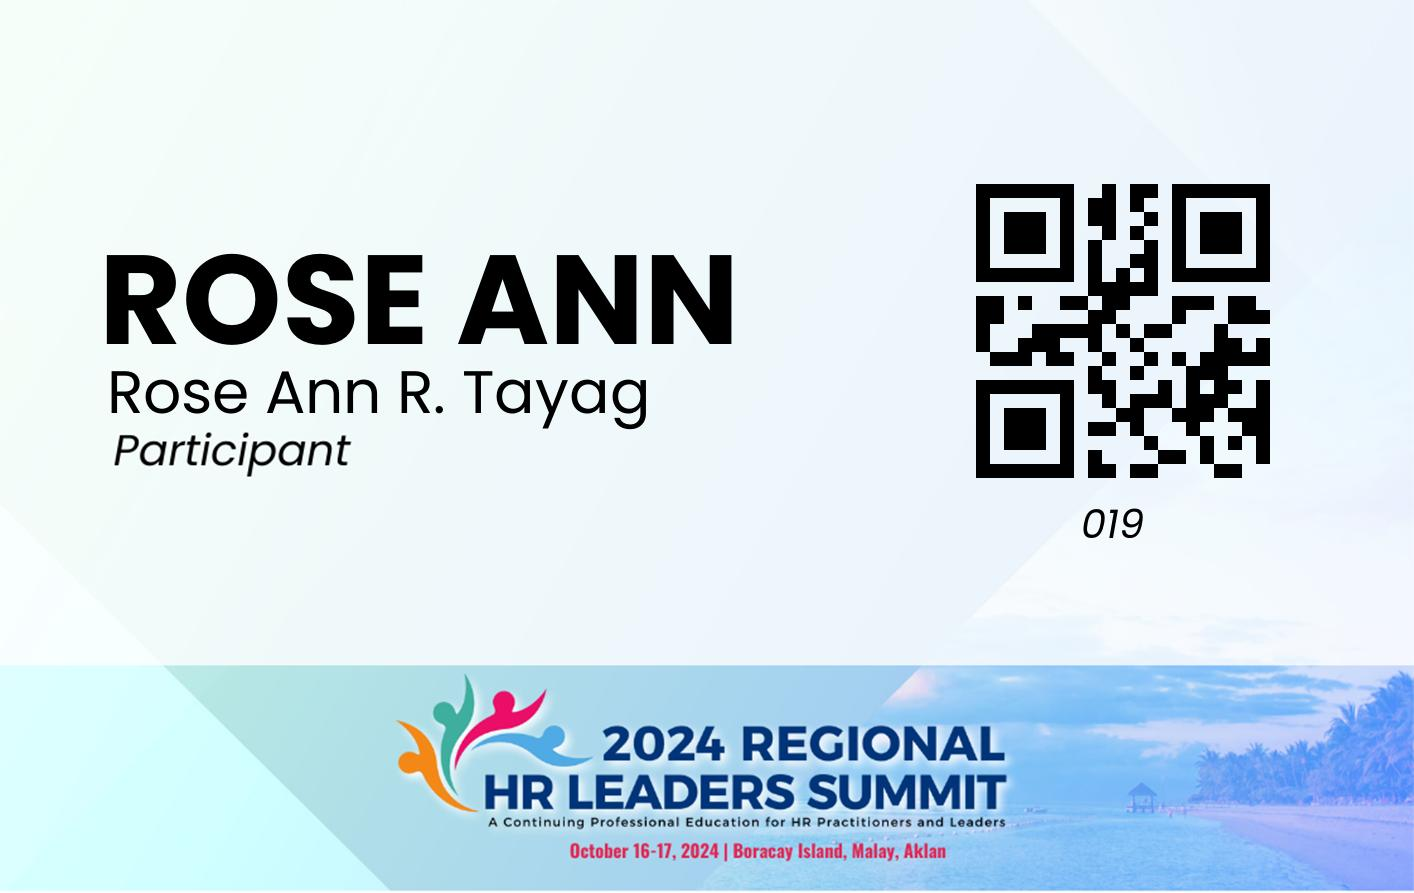 ROSE ANN
Rose Ann R. Tayag
Participant
019
2024 REGIONAL
HR LEADERS SUMMIT
A Continuing Professional Education for HR Practitioners and Leaders
October 16-17, 2024 | Boracay Island, Malay, Aklan